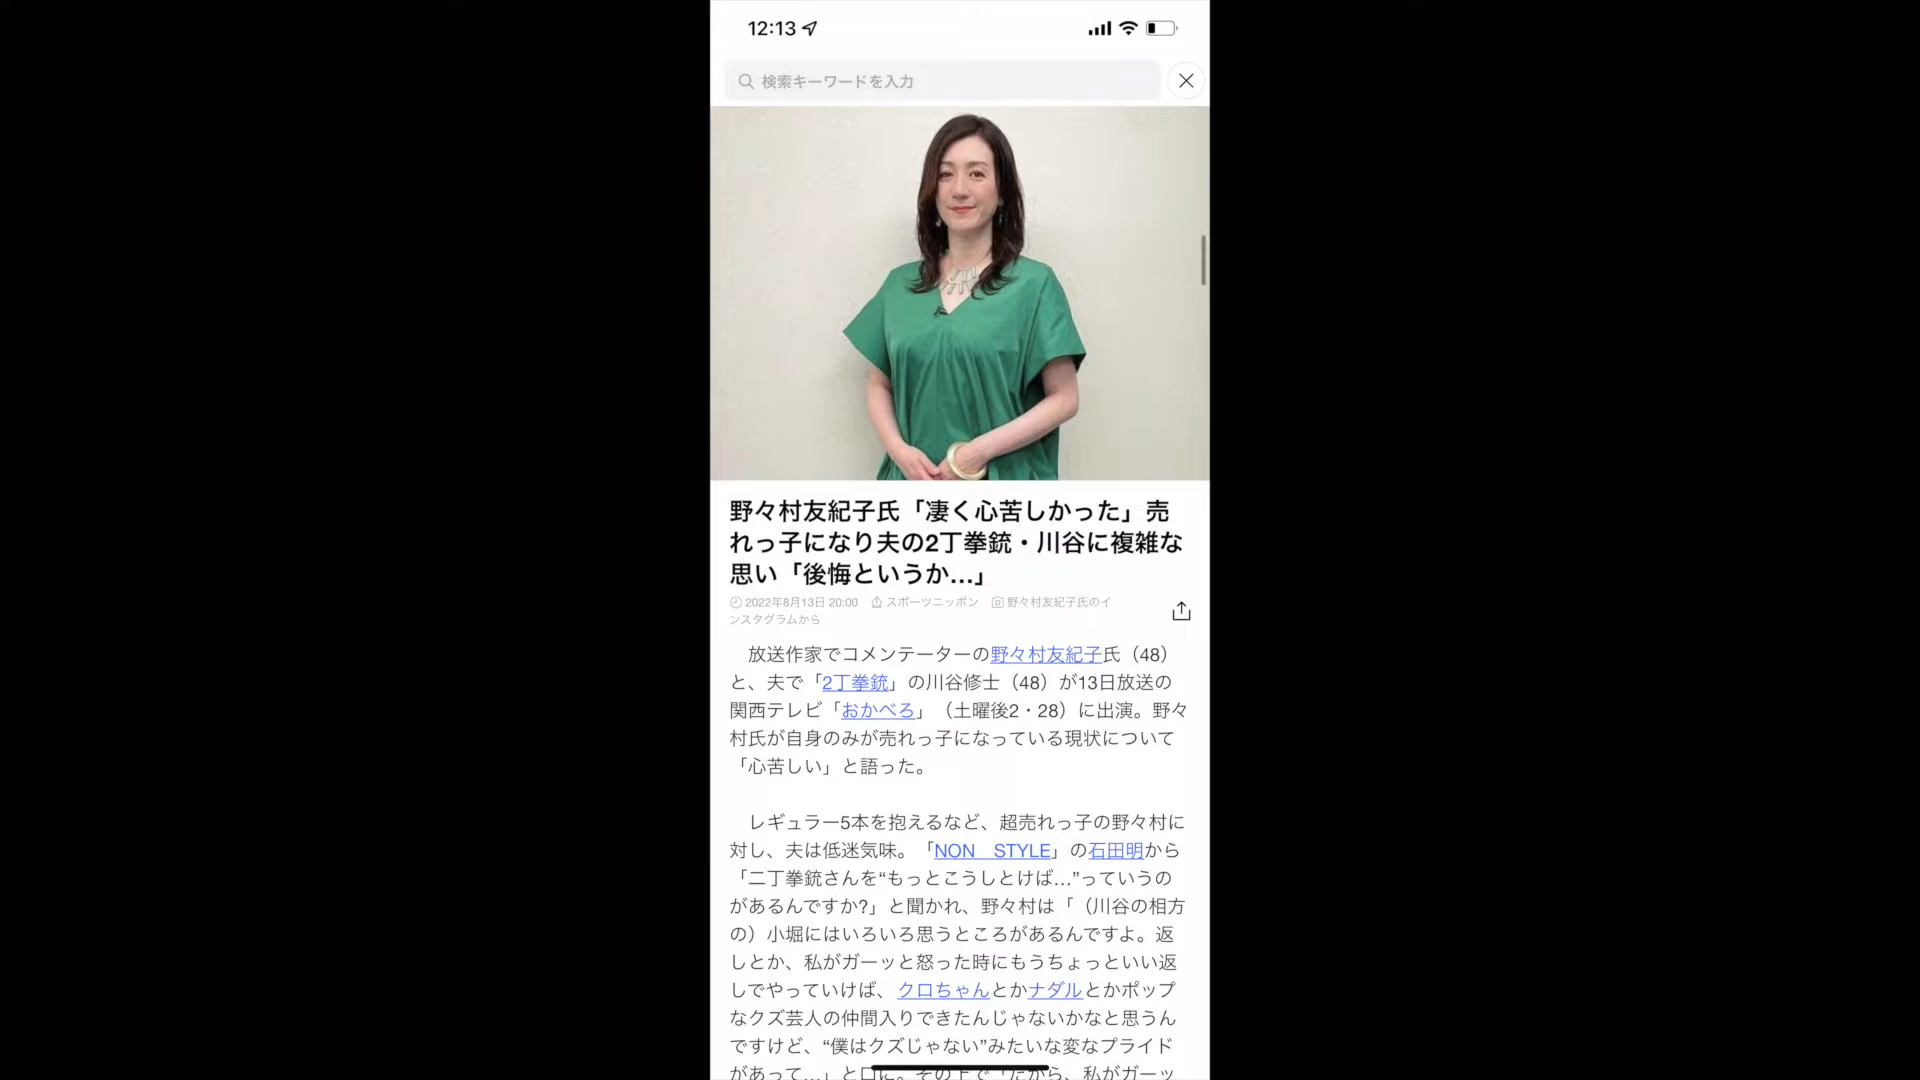 12:13
検索キーワードを入力
野々村友紀子氏「凄く心苦しかった」売
れっ子になり夫の2丁拳銃・川谷に複雑な
思い「後悔というか…」
2022年8月13日 20:00 スポーツニッポン 野々村友紀子氏のイ
ンスタグラムから
放送作家でコメンテーターの野々村友紀子氏（48）
と、夫で「2丁拳銃」の川谷修士（48）が13日放送の
関西テレビ「おかべろ」（土曜後2・28）に出演。野々
村氏が自身のみが売れっ子になっている現状について
「心苦しい」と語った。
レギュラー5本を抱えるなど、超売れっ子の野々村に
対し、夫は低迷気味。「NON　STYLE」の石田明から
「二丁拳銃さんを“もっとこうしとけば…”っていうの
があるんですか?」と聞かれ、野々村は「（川谷の相方
の）小堀にはいろいろ思うところがあるんですよ。返
しとか、私がガーッと怒った時にもうちょっといい返
しでやっていけば、クロちゃんとかナダルとかポップ
なクズ芸人の仲間入りできたんじゃないかなと思うん
ですけど、“僕はクズじゃない”みたいな変なプライド
があって…」と口に。その上で「だから、私がガーッ